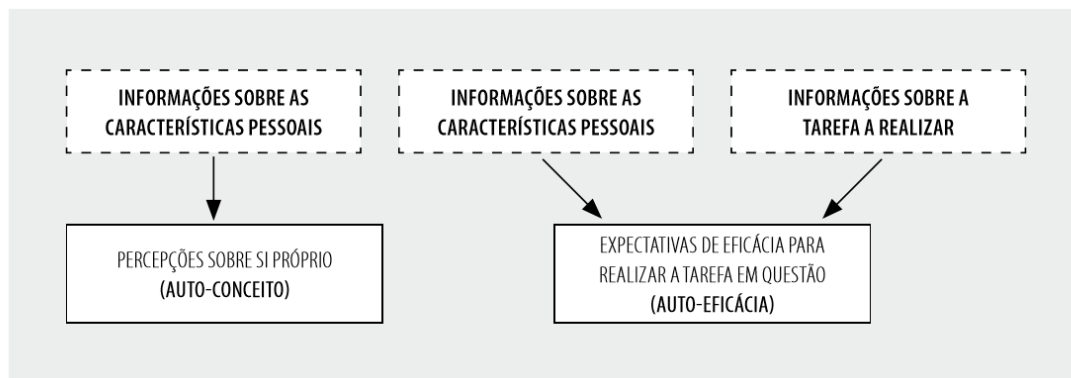 INFORMAÇÕES SOBRE AS
CARACTERÍSTICAS PESSOAIS
INFORMAÇÕES SOBRE AS
CARACTERÍSTICAS PESSOAIS
INFORMAÇÕES SOBRE A
TAREFA A REALIZAR
PERCEPÇÕES SOBRE SI PRÓPRIO
(AUTO-CONCEITO)
EXPECTATIVAS DE EFICÁCIA PARA
REALIZAR A TAREFA EM QUESTÃO
(AUTO-EFICÁCIA)